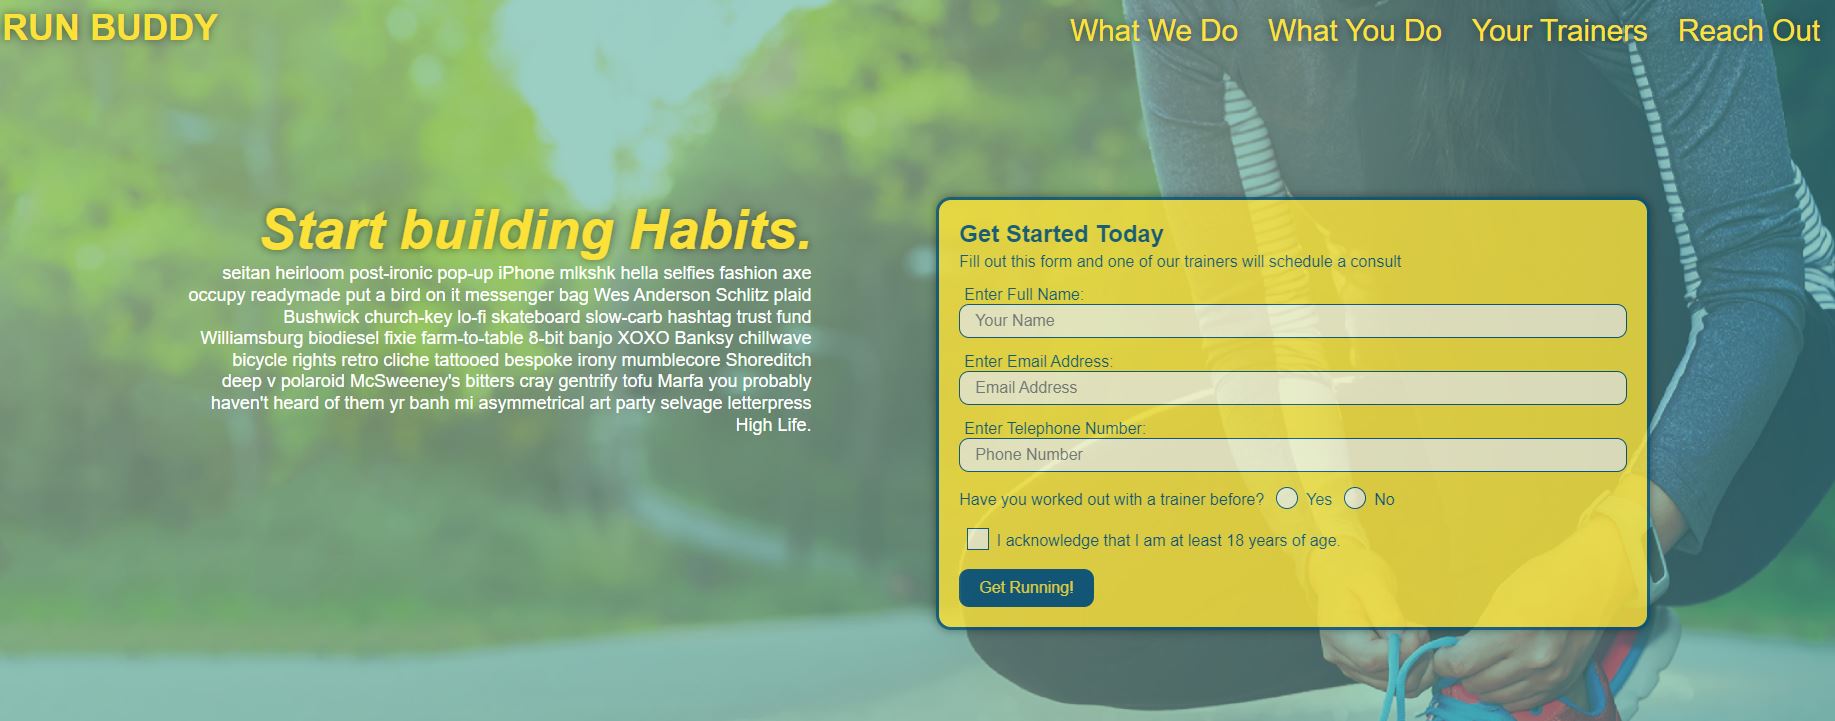 RUN BUDDY
What We Do What You Do Your Trainers Reach Out
Start building Habits.
seitan heirloom post-ironic pop-up iPhone mlkshk hella selfies fashion axe
occupy readymade put a bird on it messenger bag Wes Anderson Schlitz plaid
Bushwick church-key lo-fi skateboard slow-carb hashtag trust fund
Williamsburg biodiesel fixie farm-to-table 8-bit banjo XOXO Banksy chillwave
bicycle rights retro cliche tattooed bespoke irony mumblecore Shoreditch
deep v polaroid McSweeney's bitters cray gentrify tofu Marfa you probably
haven't heard of them yr banh mi asymmetrical art party selvage letterpress
High Life.
Get Started Today
Fill out this form and one of our trainers will schedule a consult
Enter Full Name:
Your Name
Enter Email Address:
Email Address
Enter Telephone Number:
Phone Number
Have you worked out with a trainer before? Yes No
I acknowledge that I am at least 18 years of age.
Get Running!